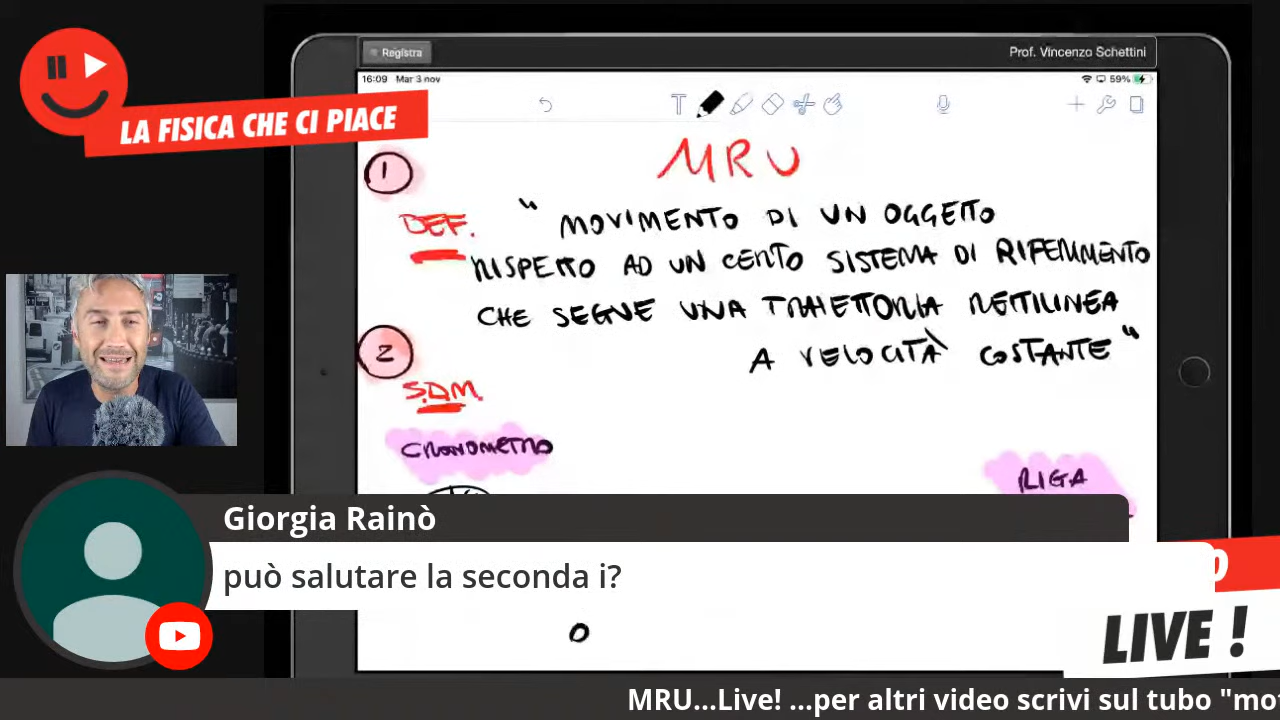 Registra
Prof. Vincenzo Schettini
16:09 Mar 3 nov
59%
LA FISICA CHE CI PIACE
T
MRU
1
DEF. " MOVIMENTO DI UN OGGETTO
RISPETTO AD UN CERTO SISTEMA DI RIFERIMENTO
CHE SEGUE UNA TRAIETTORIA RETTILINEA
A VELOCITÀ COSTANTE "
2
S.D.M.
CRONOMETRO
RIGA
Giorgia Rainò
può salutare la seconda i?
O
LIVE !
MRU...Live! ...per altri video scrivi sul tubo "mo